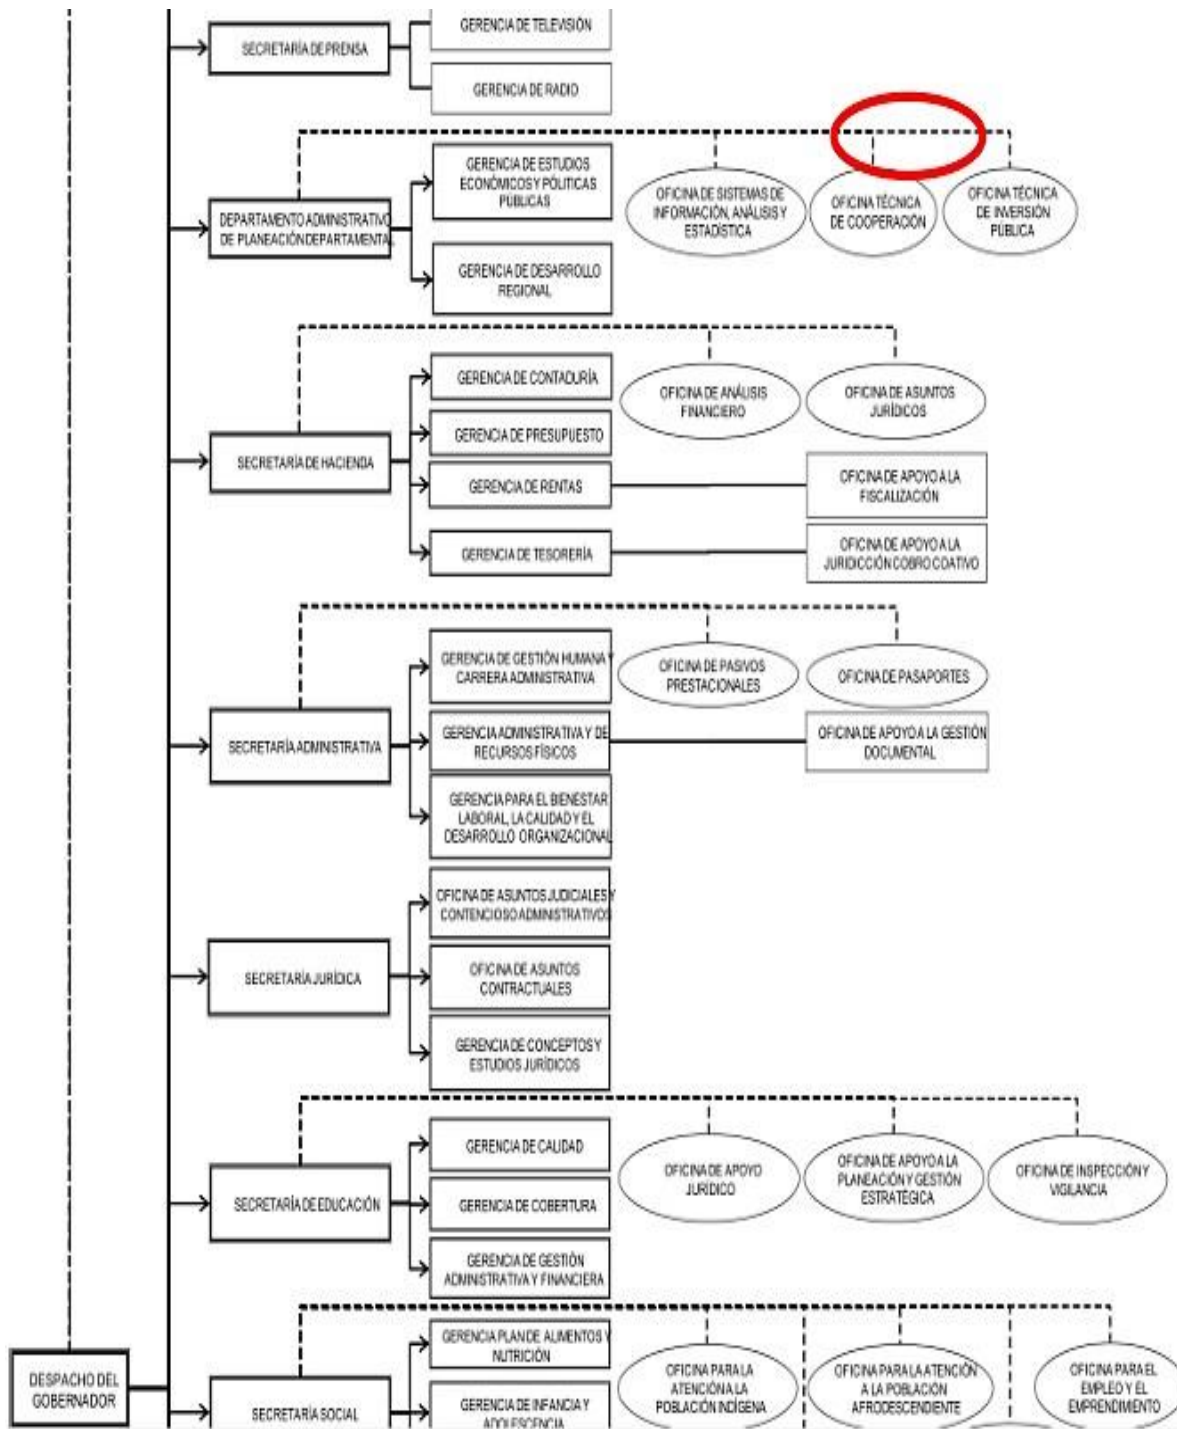 GERENCIA DE TELEVISIÓN
SECRETARÍA DE PRENSA
GERENCIA DE RADIO
GERENCIA DE ESTUDIOS
ECONÓMICOS Y PÓLITICAS
PÚBLICAS
OFICINA DE SISTEMAS DE
INFORMACIÓN, ANÁLISIS Y
ESTADÍSTICA
OFICINA TÉCNICA
DE COOPERACIÓN
OFICINA TÉCNICA
DE INVERSIÓN
PÚBLICA
DEPARTAMENTO ADMINISTRATIVO
DE PLANEACIÓN DEPARTAMENTAL
GERENCIA DE DESARROLLO
REGIONAL
GERENCIA DE CONTADURÍA
OFICINA DE ANÁLISIS
FINANCIERO
OFICINA DE ASUNTOS
JURÍDICOS
GERENCIA DE PRESUPUESTO
SECRETARÍA DE HACIENDA
GERENCIA DE RENTAS
OFICINA DE APOYO A LA
FISCALIZACIÓN
GERENCIA DE TESORERÍA
OFICINA DE APOYO A LA
JURIDICCIÓN COBRO COATIVO
GERENCIA DE GESTIÓN HUMANA Y
CARRERA ADMINISTRATIVA
OFICINA DE PASIVOS
PRESTACIONALES
OFICINA DE PASAPORTES
SECRETARÍA ADMINISTRATIVA
GERENCIA ADMINISTRATIVA Y DE
RECURSOS FÍSICOS
OFICINA DE APOYO A LA GESTIÓN
DOCUMENTAL
GERENCIA PARA EL BIENESTAR
LABORAL, LA CALIDAD Y EL
DESARROLLO ORGANIZACIONAL
OFICINA DE ASUNTOS JUDICIALES Y
CONTENCIOSO ADMINISTRATIVOS
SECRETARÍA JURÍDICA
OFICINA DE ASUNTOS
CONTRACTUALES
GERENCIA DE CONCEPTOS Y
ESTUDIOS JURÍDICOS
GERENCIA DE CALIDAD
OFICINA DE APOYO
JURÍDICO
OFICINA DE APOYO A LA
PLANEACIÓN Y GESTIÓN
ESTRATÉGICA
OFICINA DE INSPECCIÓN Y
VIGILANCIA
SECRETARÍA DE EDUCACIÓN
GERENCIA DE COBERTURA
GERENCIA DE GESTIÓN
ADMINISTRATIVA Y FINANCIERA
GERENCIA PLAN DE ALIMENTOS Y
NUTRICIÓN
DESPACHO DEL
GOBERNADOR
OFICINA PARA LA
ATENCIÓN A LA
POBLACIÓN INDÍGENA
OFICINA PARA LA ATENCIÓN
A LA POBLACIÓN
AFRODESCENDIENTE
OFICINA PARA EL
EMPLEO Y EL
EMPRENDIMIENTO
SECRETARÍA SOCIAL
GERENCIA DE INFANCIA Y
ADOLESCENCIA